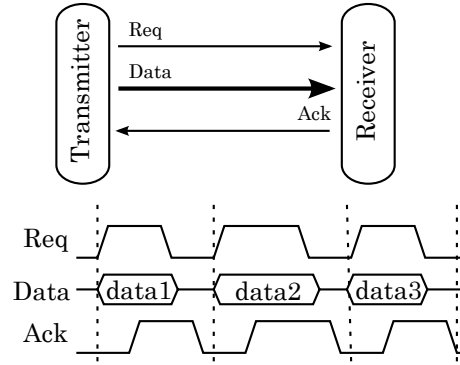 Transmitter
Req
Data
Ack
Receiver
Req
Data data1 data2 data3
Ack